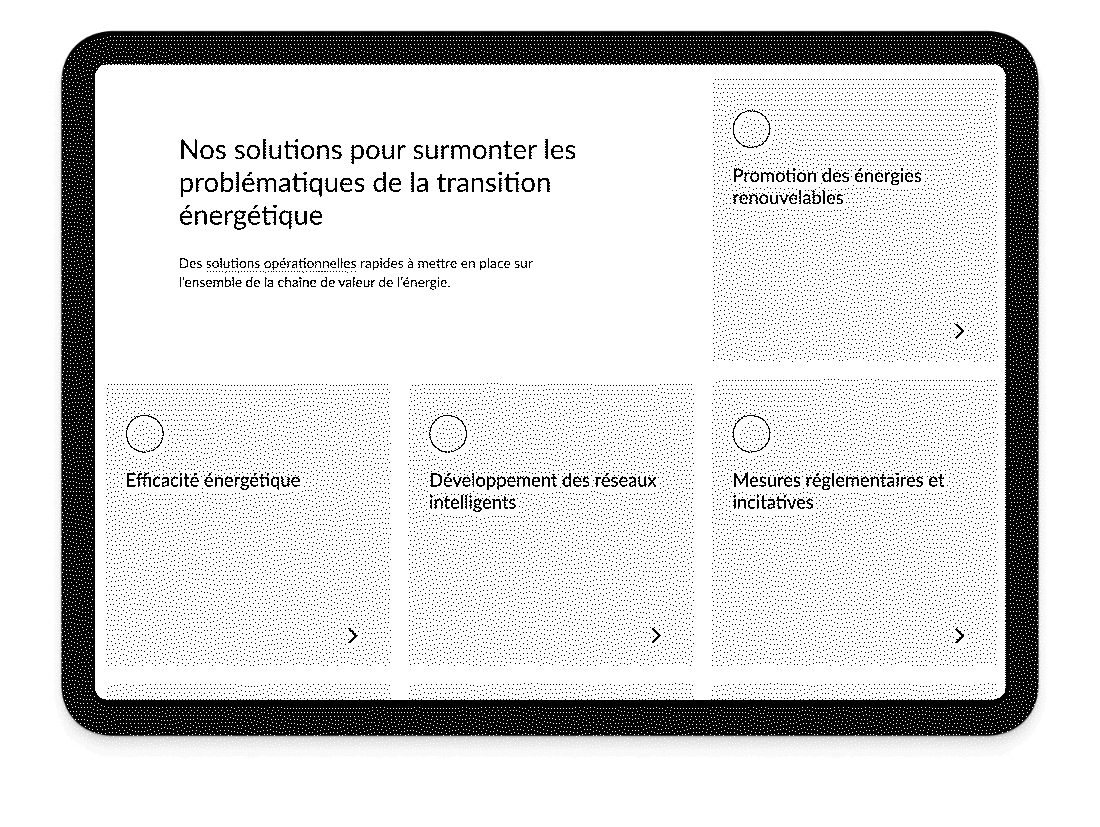 Nos solutions pour surmonter les
problématiques de la transition
énergétique
Des solutions opérationnelles rapides à mettre en place sur
l'ensemble de la chaîne de valeur de l'énergie.
Promotion des énergies
renouvelables
Efficacité énergétique
Développement des réseaux
intelligents
Mesures réglementaires et
incitatives